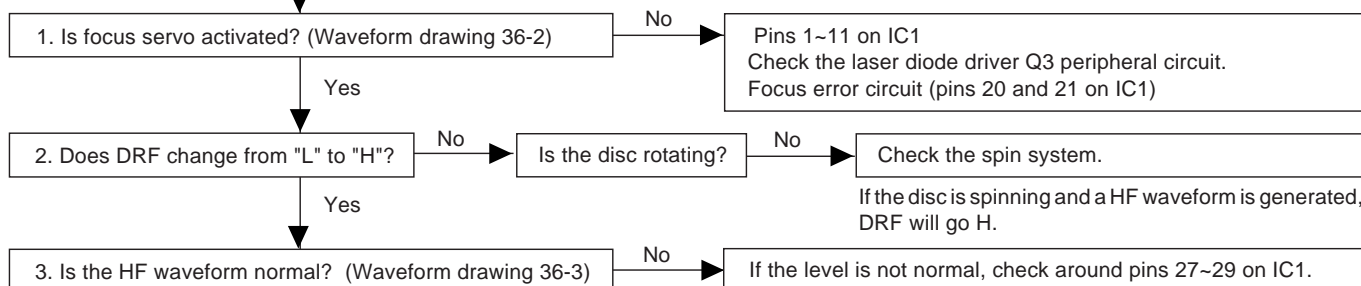 1. Is focus servo activated? (Waveform drawing 36-2)
No
Pins 1~11 on IC1
Check the laser diode driver Q3 peripheral circuit.
Focus error circuit (pins 20 and 21 on IC1)
Yes
2. Does DRF change from "L" to "H"?
No
Is the disc rotating?
No
Check the spin system.
If the disc is spinning and a HF waveform is generated,
DRF will go H.
Yes
3. Is the HF waveform normal? (Waveform drawing 36-3)
No
If the level is not normal, check around pins 27~29 on IC1.